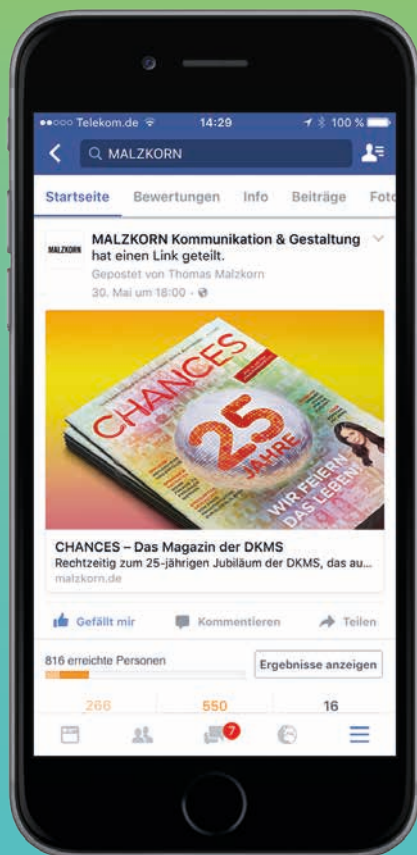 Telekom.de 14:29 100 %
MALZKORN
Startseite Bewertungen Info Beiträge Foto
MALZKORN
MALZKORN Kommunikation & Gestaltung
hat einen Link geteilt.
Gepostet von Thomas Malzkorn
30. Mai um 18:00
CHANCES
25
JAHRE
WIR FEIERN
DAS LEBEN!
CHANCES – Das Magazin der DKMS
Rechtzeitig zum 25-jährigen Jubiläum der DKMS, das au...
malzkorn.de
Gefällt mir Kommentieren Teilen
816 erreichte Personen Ergebnisse anzeigen
266 550 16
7